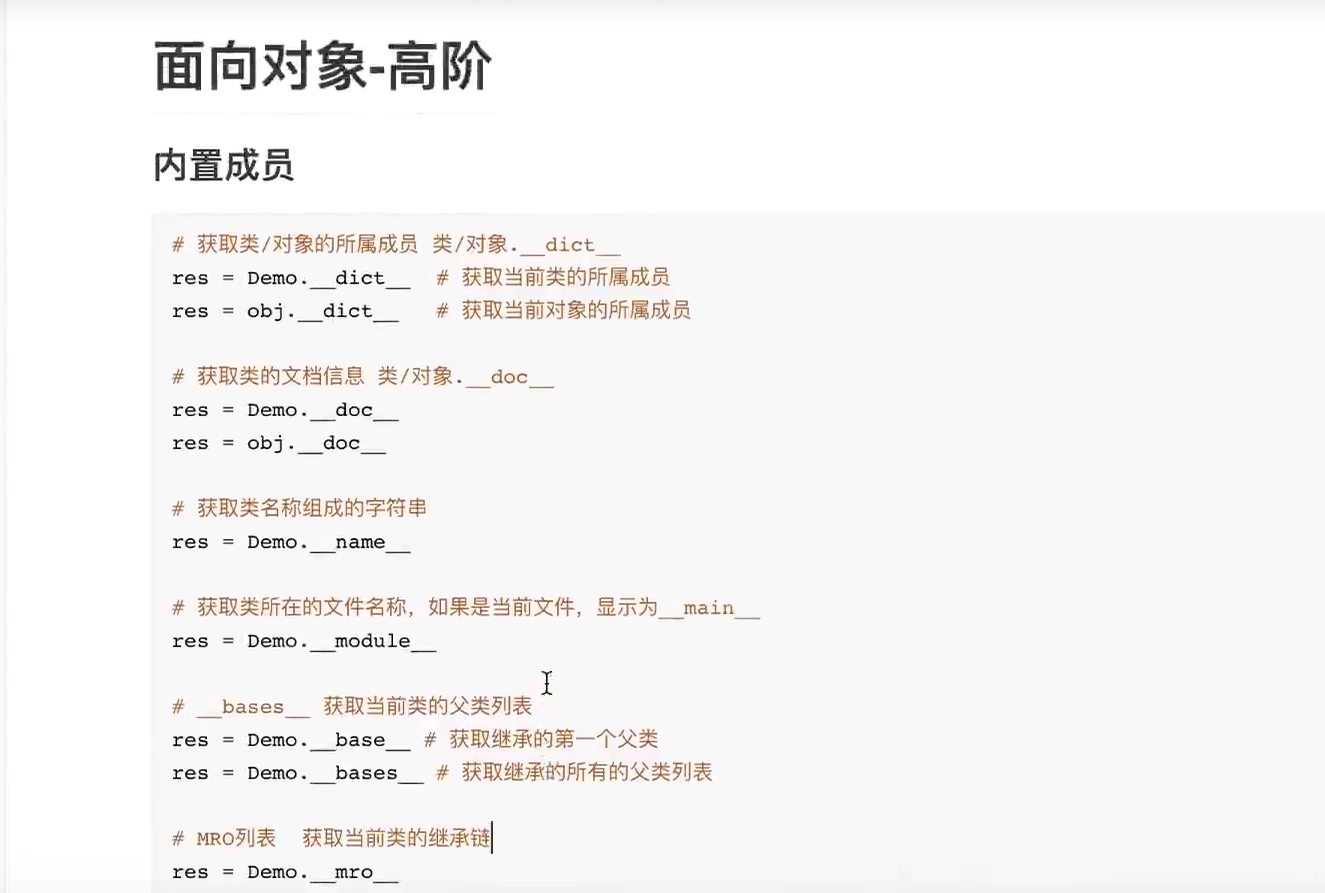 面向对象-高阶
内置成员
# 获取类/对象的所属成员 类/对象.__dict__
res = Demo.__dict__  # 获取当前类的所属成员
res = obj.__dict__   # 获取当前对象的所属成员
# 获取类的文档信息 类/对象.__doc__
res = Demo.__doc__
res = obj.__doc__
# 获取类名称组成的字符串
res = Demo.__name__
# 获取类所在的文件名称，如果是当前文件，显示为__main__
res = Demo.__module__
# __bases__ 获取当前类的父类列表
res = Demo.__base__ # 获取继承的第一个父类
res = Demo.__bases__ # 获取继承的所有的父类列表
# MRO列表  获取当前类的继承链
res = Demo.__mro__